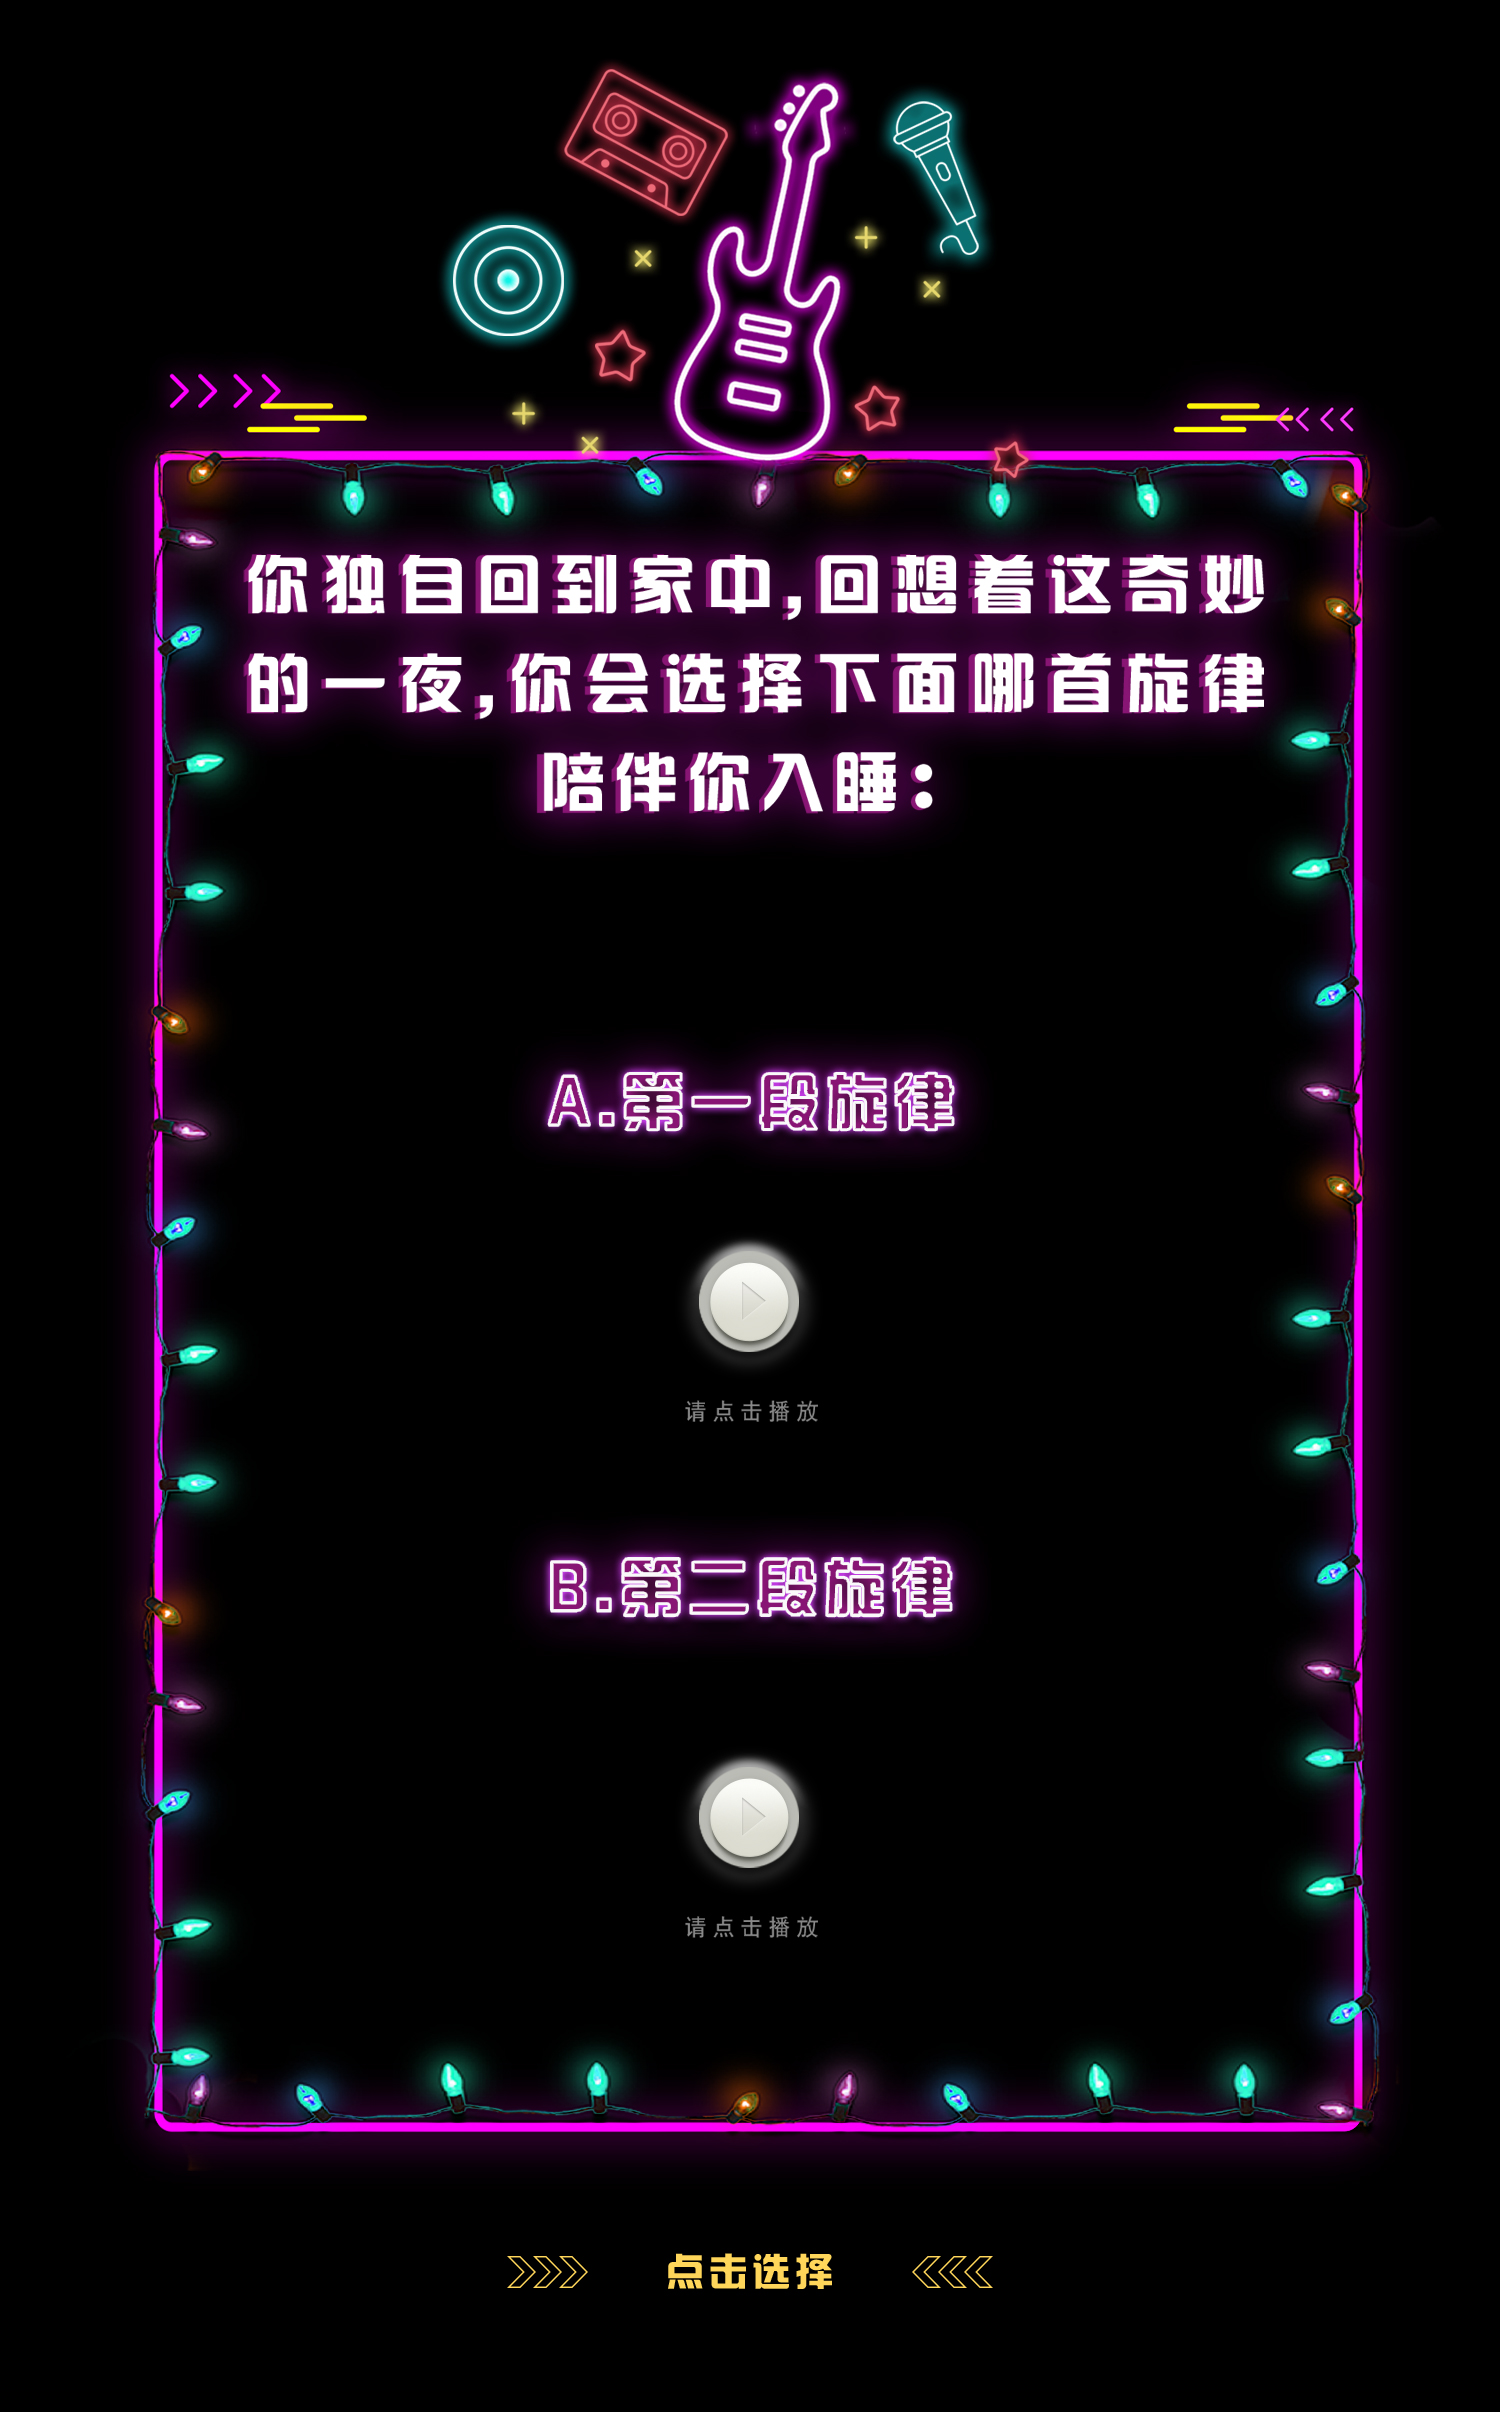 你独自回到家中,回想着这奇妙
的一夜,你会选择下面哪首旋律
陪伴你入睡:
A.第一段旋律
请点击播放
B.第二段旋律
请点击播放
点击选择